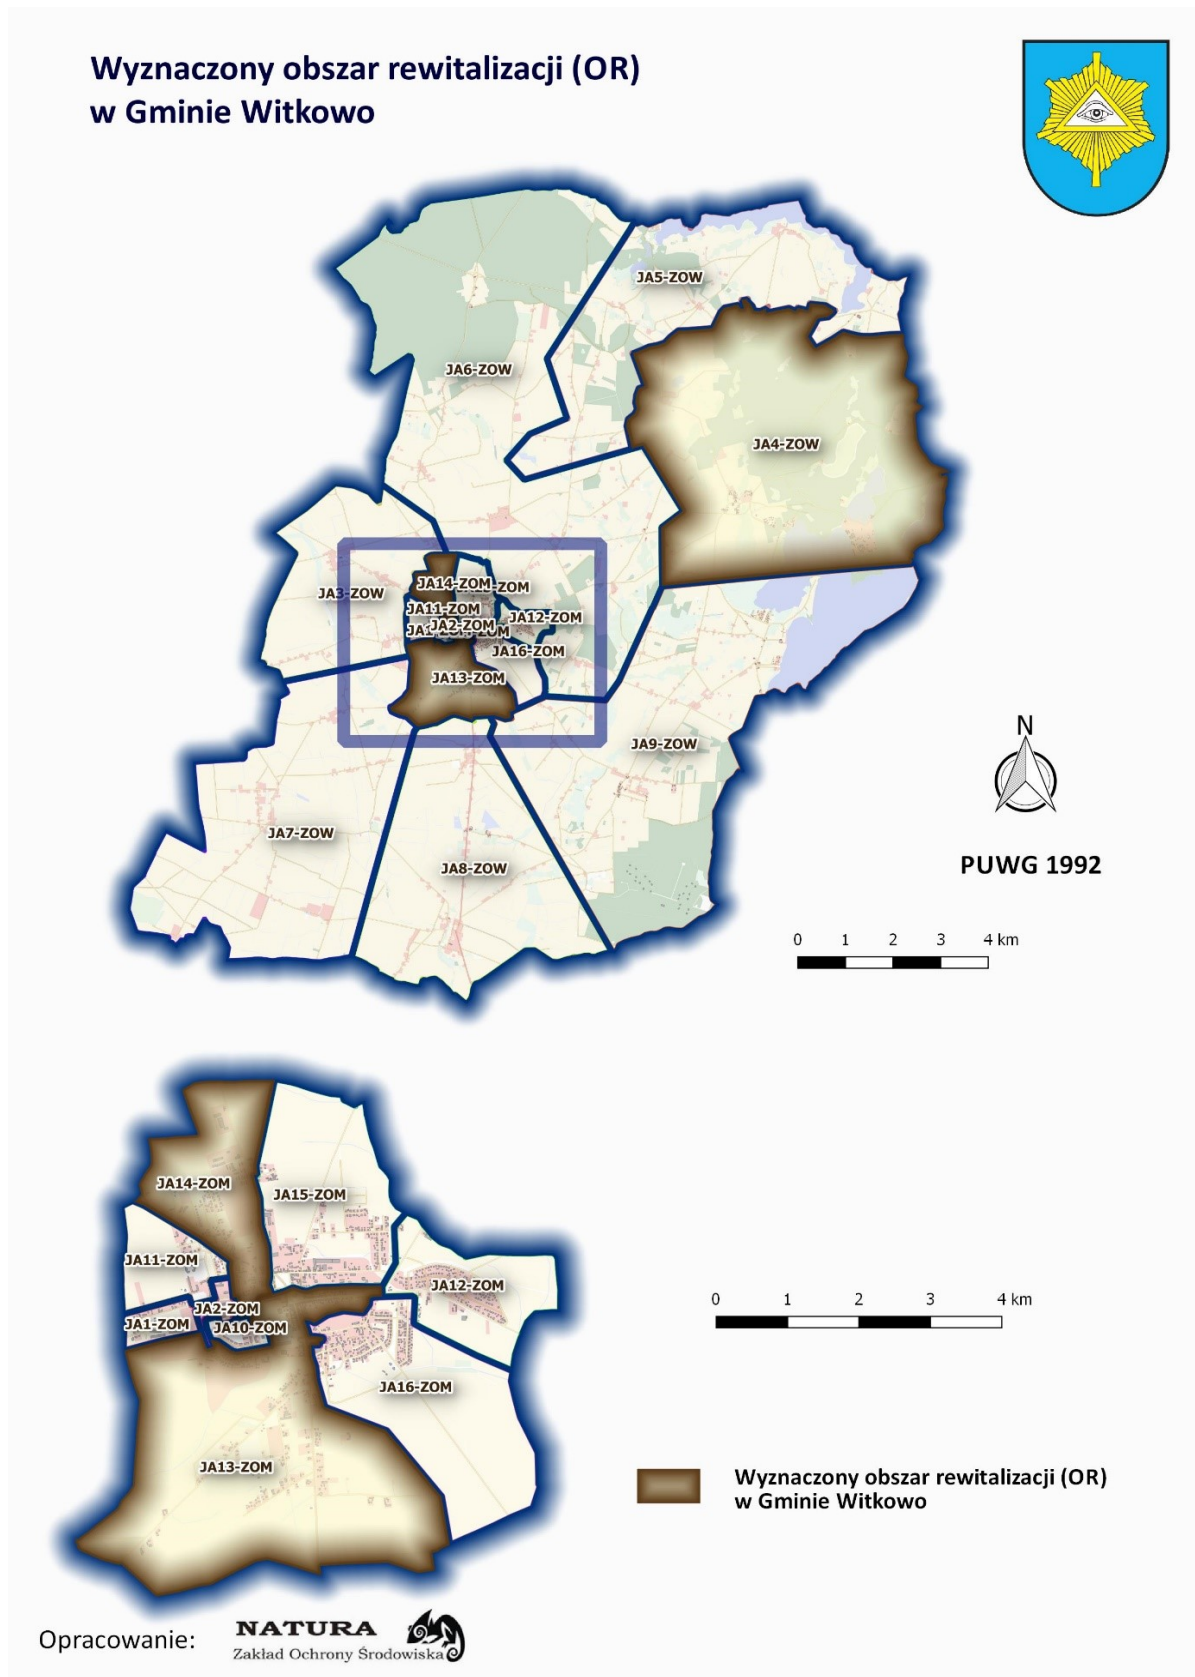 Wyznaczony obszar rewitalizacji (OR)
w Gminie Witkowo
JA5-ZOW
JA6-ZOW
JA4-ZOW
JA3-ZOW
JA14-ZOM
ZOM
JA11-ZOM
JA2-ZOM
JA12-ZOM
JA16-ZOM
JA13-ZOM
JA9-ZOW
N
JA7-ZOW
JA8-ZOW
PUWG 1992
0 1 2 3 4 km
JA14-ZOM
JA15-ZOM
JA11-ZOM
JA12-ZOM
JA2-ZOM
JA1-ZOM
JA10-ZOM
0 1 2 3 4 km
JA16-ZOM
JA13-ZOM
Wyznaczony obszar rewitalizacji (OR)
w Gminie Witkowo
Opracowanie:
NATURA
Zakład Ochrony Środowiska